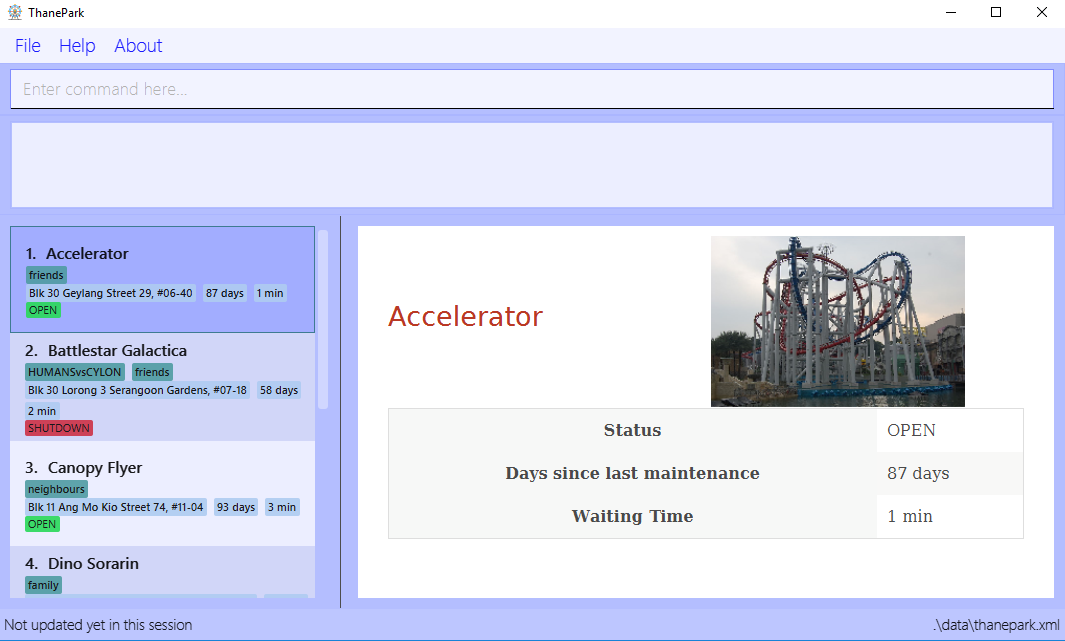 ThanePark
File Help About
Enter command here...
1. Accelerator
friends
Blk 30 Geylang Street 29, #06-40 87 days 1 min
OPEN
2. Battlestar Galactica
HUMANSvsCYLON friends
Blk 30 Lorong 3 Serangoon Gardens, #07-18 58 days
2 min
SHUTDOWN
3. Canopy Flyer
neighbours
Blk 11 Ang Mo Kio Street 74, #11-04 93 days 3 min
OPEN
4. Dino Sorarin
family
Accelerator
Status OPEN
Days since last maintenance 87 days
Waiting Time 1 min
Not updated yet in this session
.\data\thanepark.xml